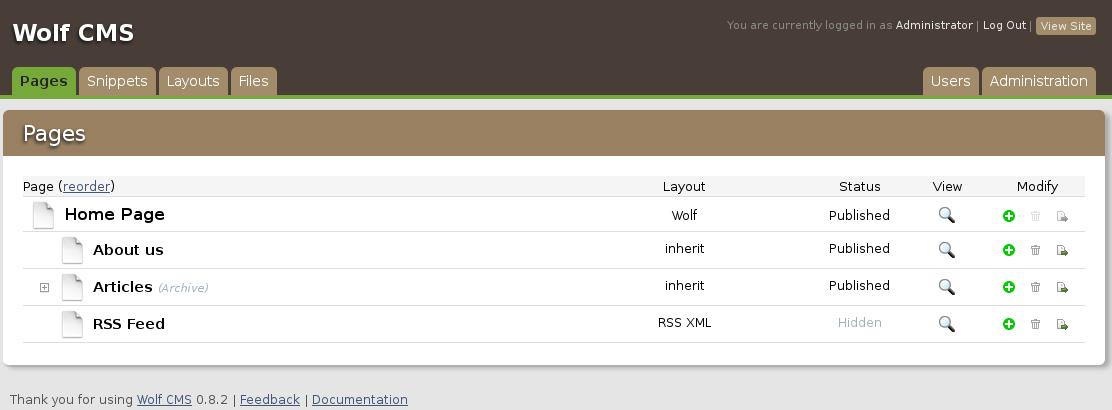 Wolf CMS
You are currently logged in as Administrator | Log Out | View Site
Pages Snippets Layouts Files Users Administration
Pages
Page (reorder) Layout Status View Modify
Home Page Wolf Published
About us inherit Published
Articles (Archive) inherit Published
RSS Feed RSS XML Hidden
Thank you for using Wolf CMS 0.8.2 | Feedback | Documentation